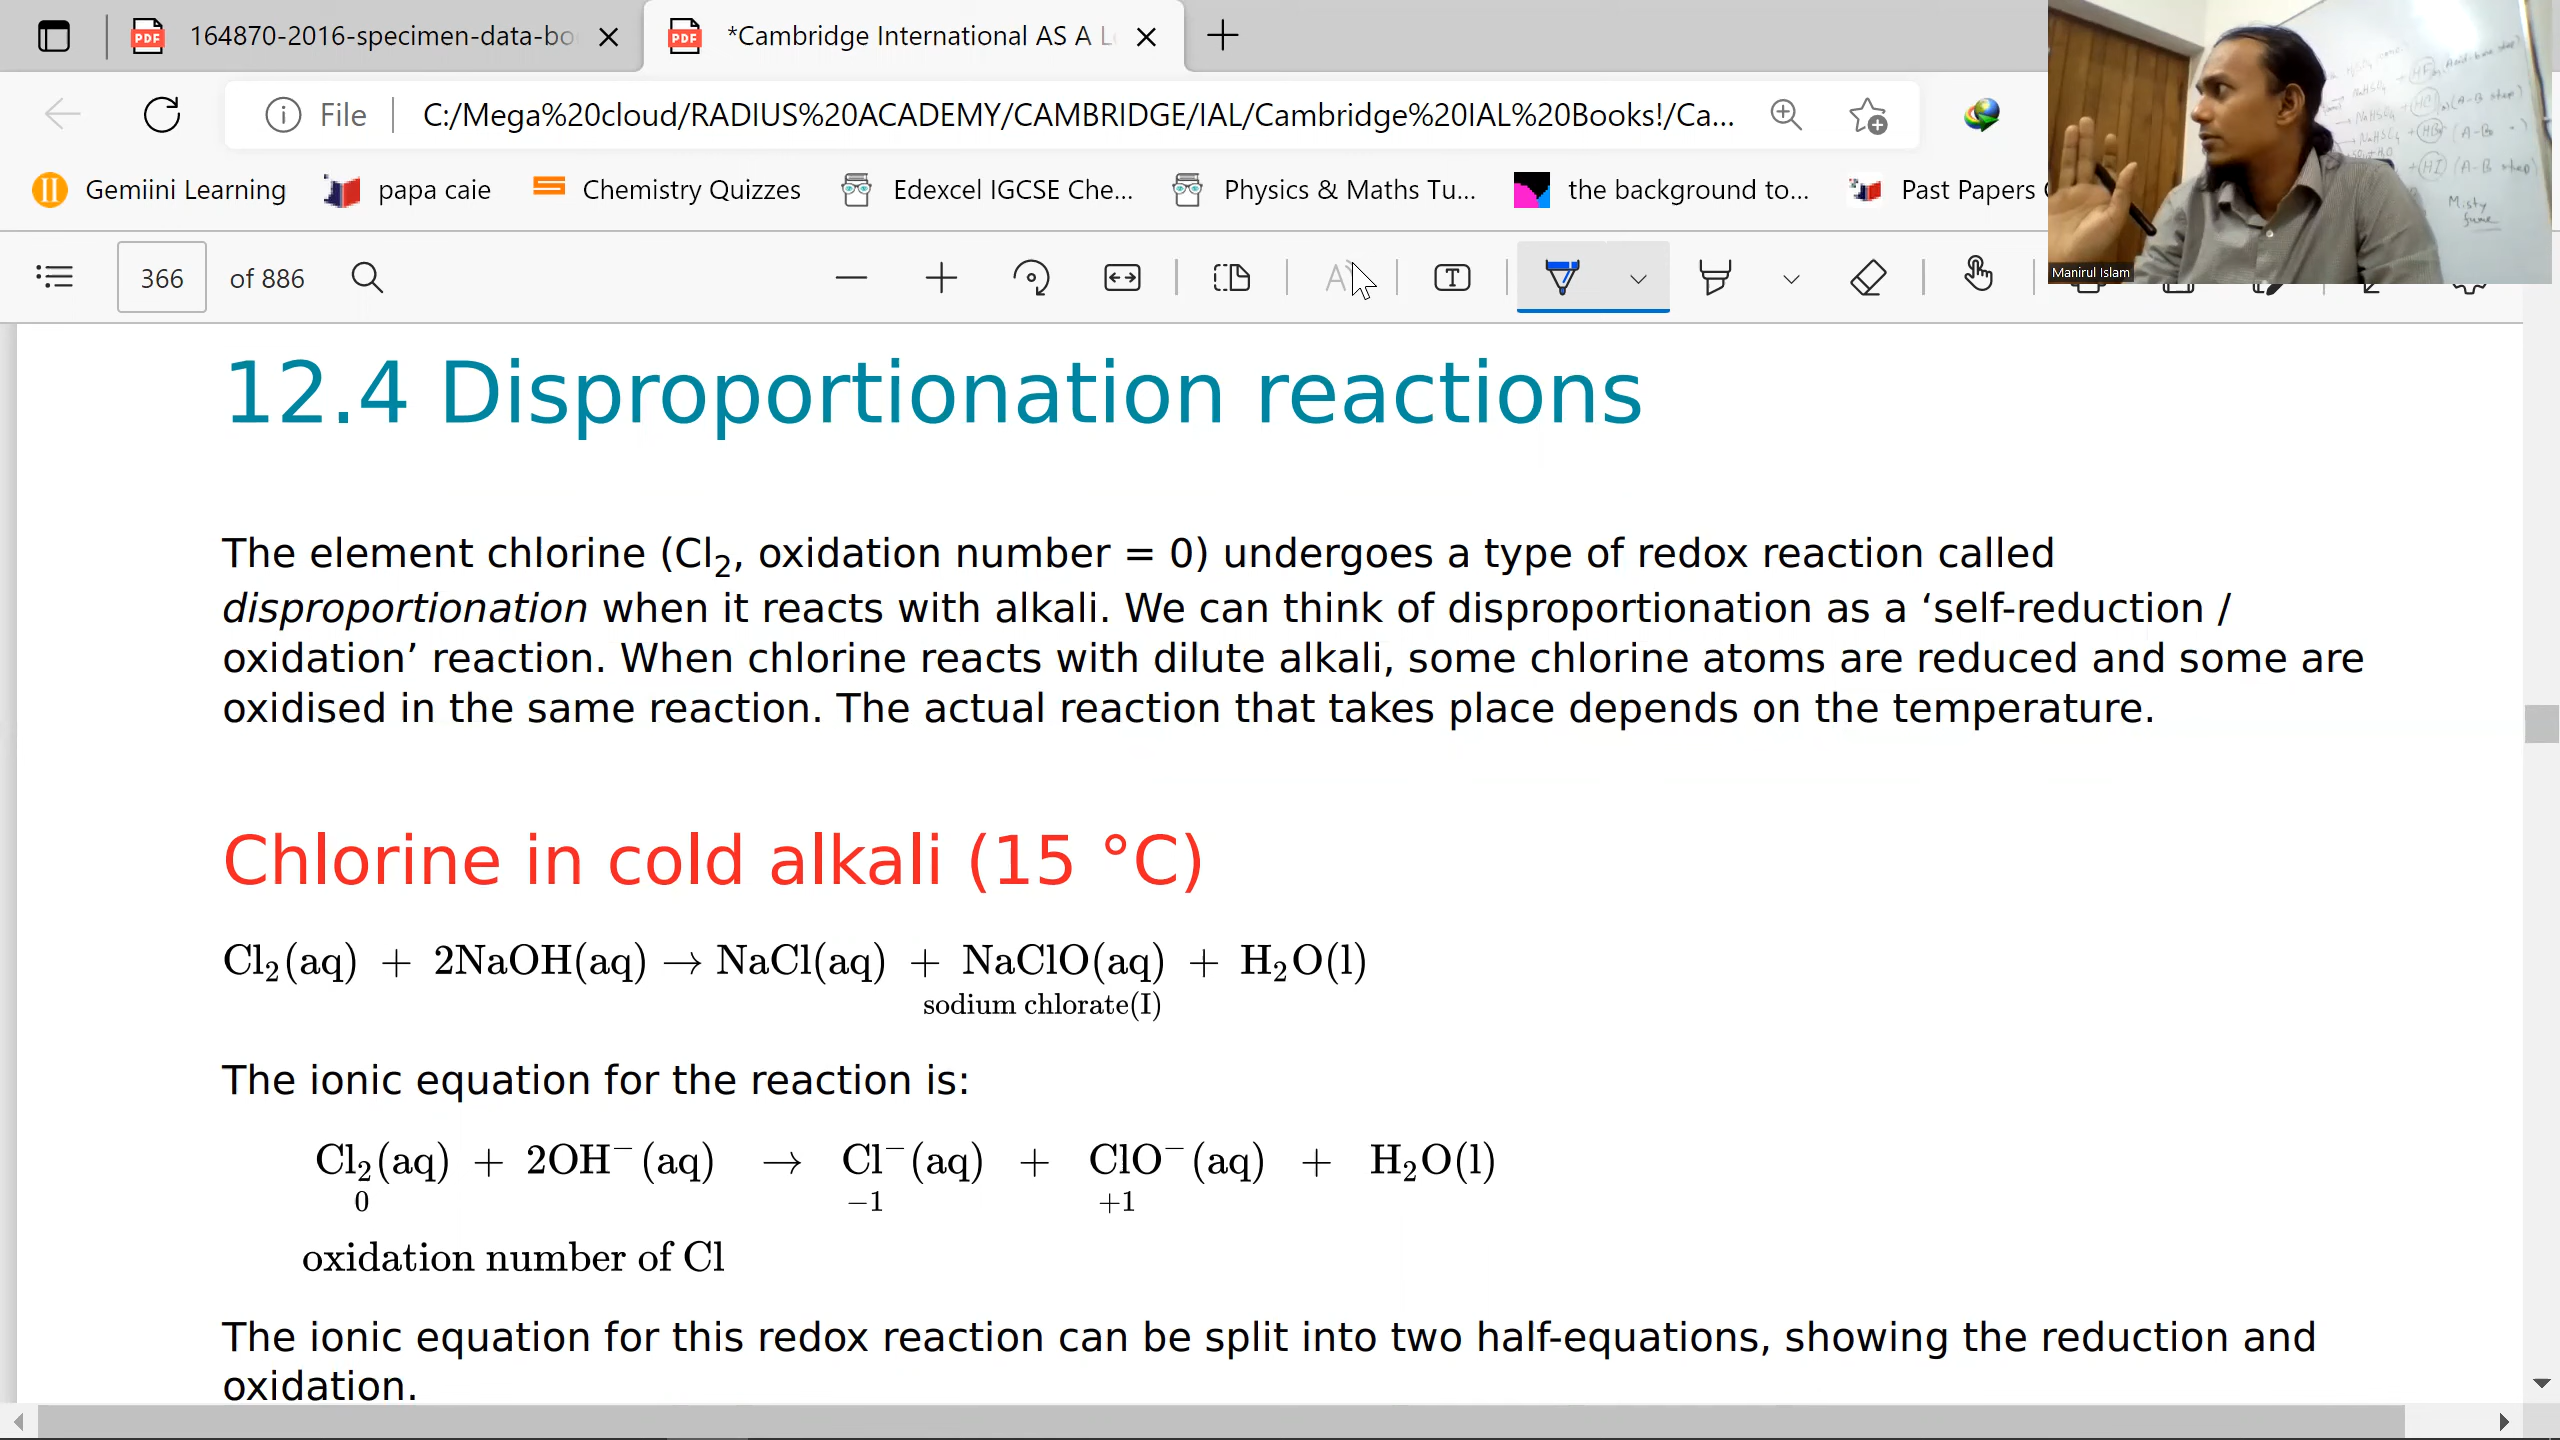 164870-2016-specimen-data-bo
*Cambridge International AS A Le
File
C:/Mega%20cloud/RADIUS%20ACADEMY/CAMBRIDGE/IAL/Cambridge%20IAL%20Books!/Ca...
Gemiini Learning
papa caie
Chemistry Quizzes
Edexcel IGCSE Che...
Physics & Maths Tu...
the background to...
Past Papers
366 of 886
Manirul Islam
Misty
fume
12.4 Disproportionation reactions
The element chlorine (Cl₂, oxidation number = 0) undergoes a type of redox reaction called
disproportionation when it reacts with alkali. We can think of disproportionation as a ‘self-reduction /
oxidation’ reaction. When chlorine reacts with dilute alkali, some chlorine atoms are reduced and some are
oxidised in the same reaction. The actual reaction that takes place depends on the temperature.
Chlorine in cold alkali (15 °C)
Cl₂(aq) + 2NaOH(aq) → NaCl(aq) + NaClO(aq) + H₂O(l)
sodium chlorate(I)
The ionic equation for the reaction is:
Cl₂(aq) + 2OH⁻(aq) → Cl⁻(aq) + ClO⁻(aq) + H₂O(l)
0 −1 +1
oxidation number of Cl
The ionic equation for this redox reaction can be split into two half-equations, showing the reduction and
oxidation.